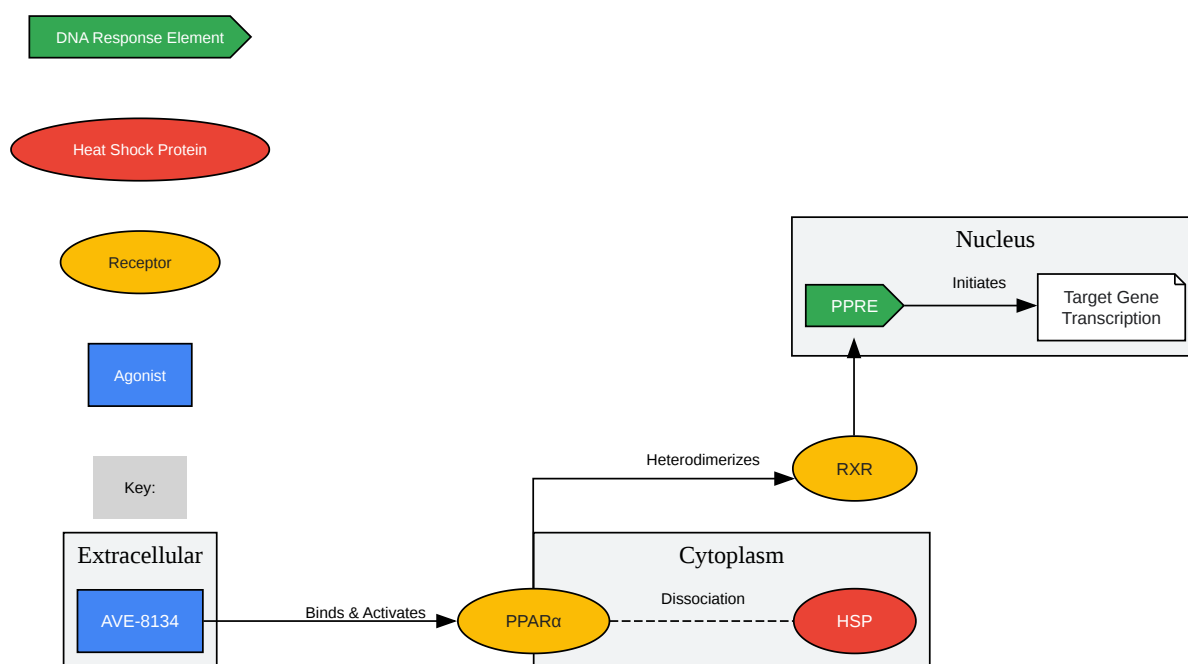 DNA Response Element
Heat Shock Protein
Receptor
Agonist
Key:
Nucleus
PPRE
Initiates
Target Gene
Transcription
Heterodimerizes
RXR
Extracellular
AVE-8134
Binds & Activates
Cytoplasm
PPARα
Dissociation
HSP